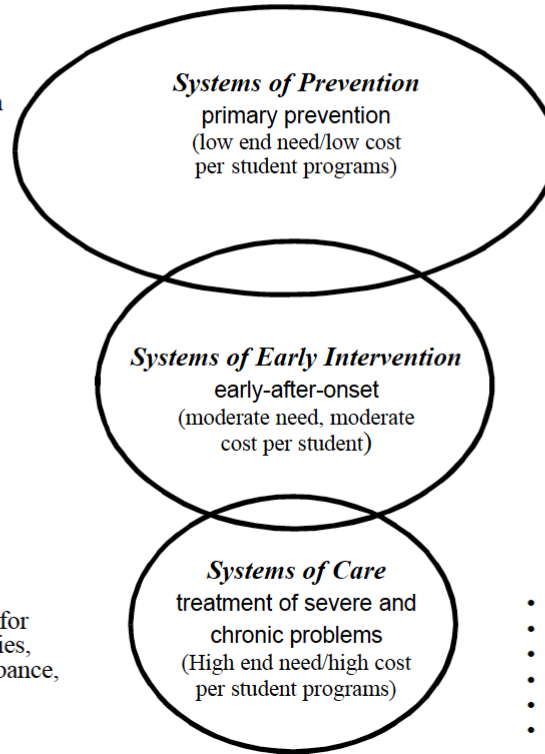 Systems of Prevention
primary prevention
(low end need/low cost
per student programs)
Systems of Early Intervention
early-after-onset
(moderate need, moderate
cost per student)
Systems of Care
treatment of severe and
chronic problems
(High end need/high cost
per student programs)
for